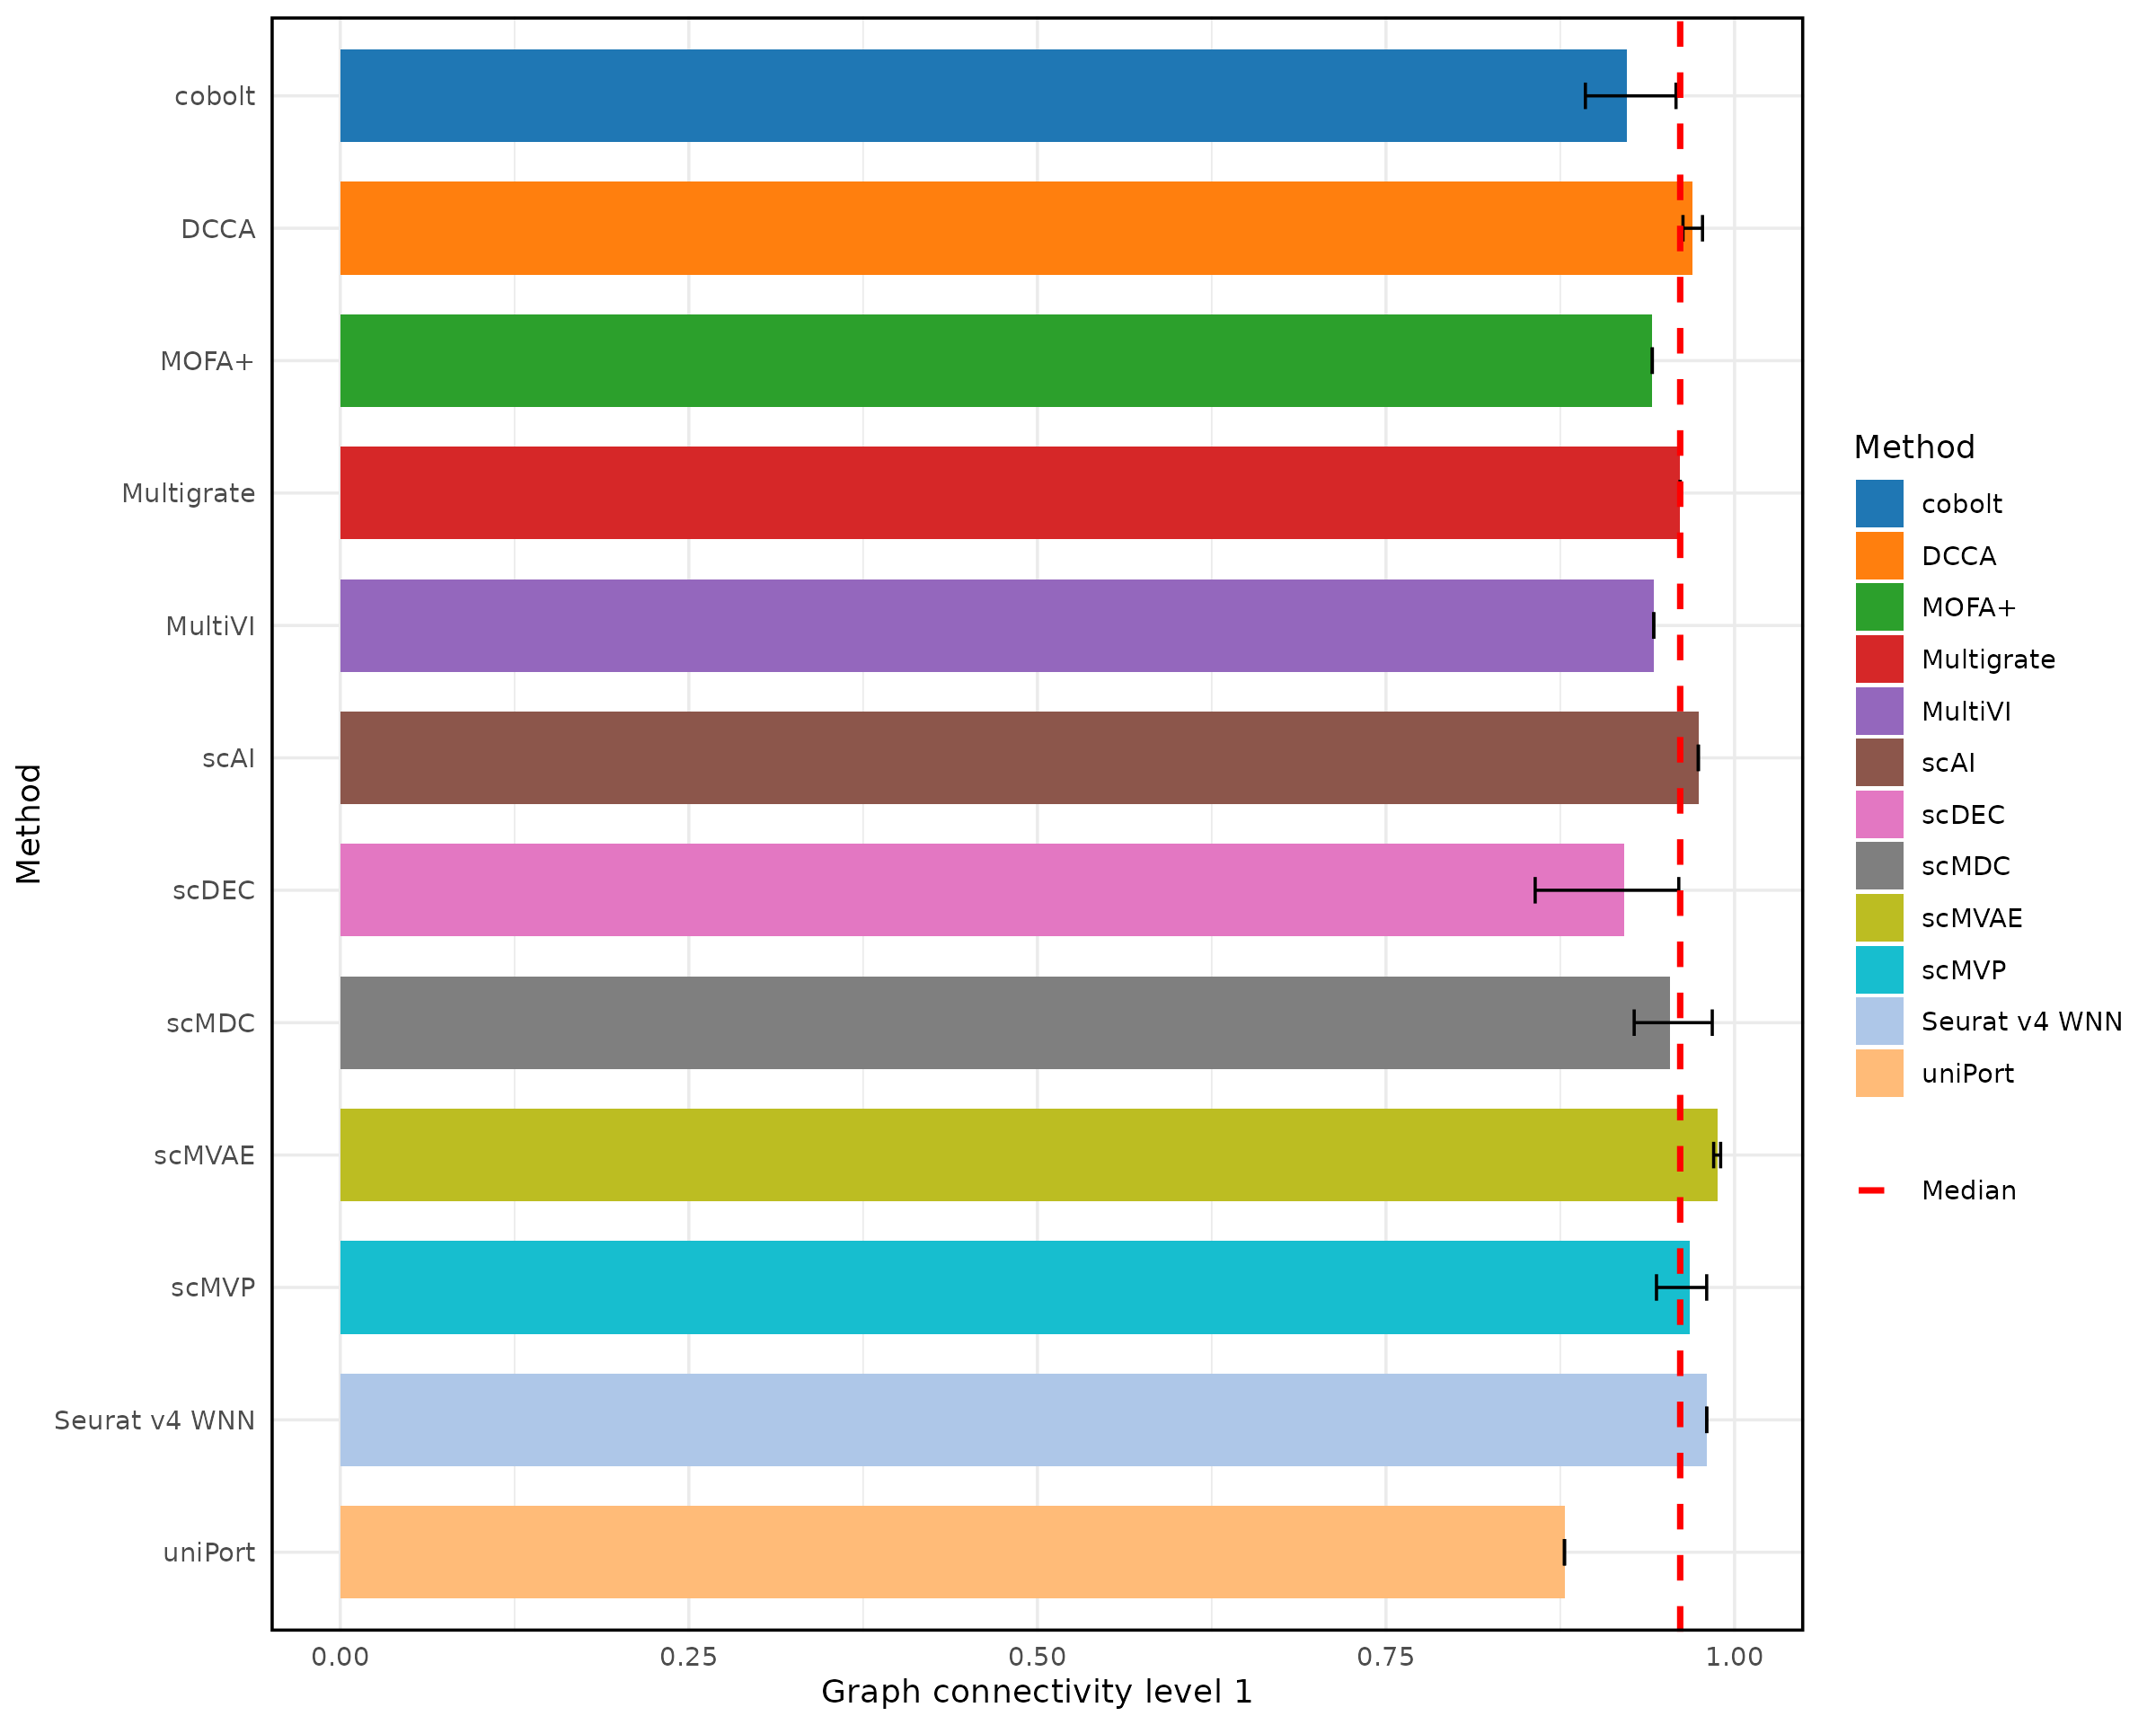 cobolt
DCCA
MOFA+
Multigrate
MultiVI
scAI
scDEC
scMDC
scMVAE
scMVP
Seurat v4 WNN
uniPort
Method
0.00
0.25
0.50
0.75
1.00
Graph connectivity level 1
Method
cobolt
DCCA
MOFA+
Multigrate
MultiVI
scAI
scDEC
scMDC
scMVAE
scMVP
Seurat v4 WNN
uniPort
Median